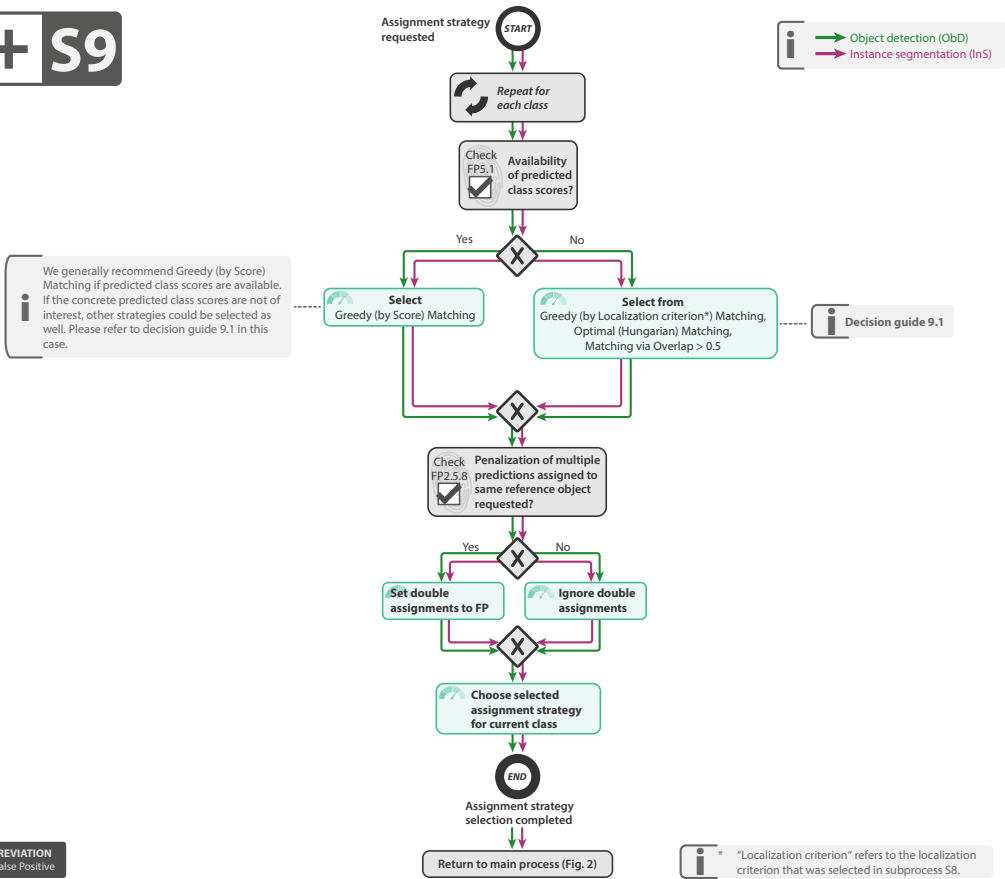 + S9
Assignment strategy
requested
START
Object detection (ObD)
Instance segmentation (InS)
Repeat for
each class
Check
FP5.1
Availability
of predicted
class scores?
Yes
No
We generally recommend Greedy (by Score)
Matching if predicted class scores are available.
If the concrete predicted class scores are not of
interest, other strategies could be selected as
well. Please refer to decision guide 9.1 in this
case.
Select
Greedy (by Score) Matching
Select from
Greedy (by Localization criterion*) Matching,
Optimal (Hungarian) Matching,
Matching via Overlap > 0.5
Decision guide 9.1
Check
FP2.5.8
Penalization of multiple
predictions assigned to
same reference object
requested?
Yes
No
Set double
assignments to FP
Ignore double
assignments
Choose selected
assignment strategy
for current class
END
Assignment strategy
selection completed
Return to main process (Fig. 2)
REVIATION
alse Positive
* "Localization criterion" refers to the localization
criterion that was selected in subprocess S8.